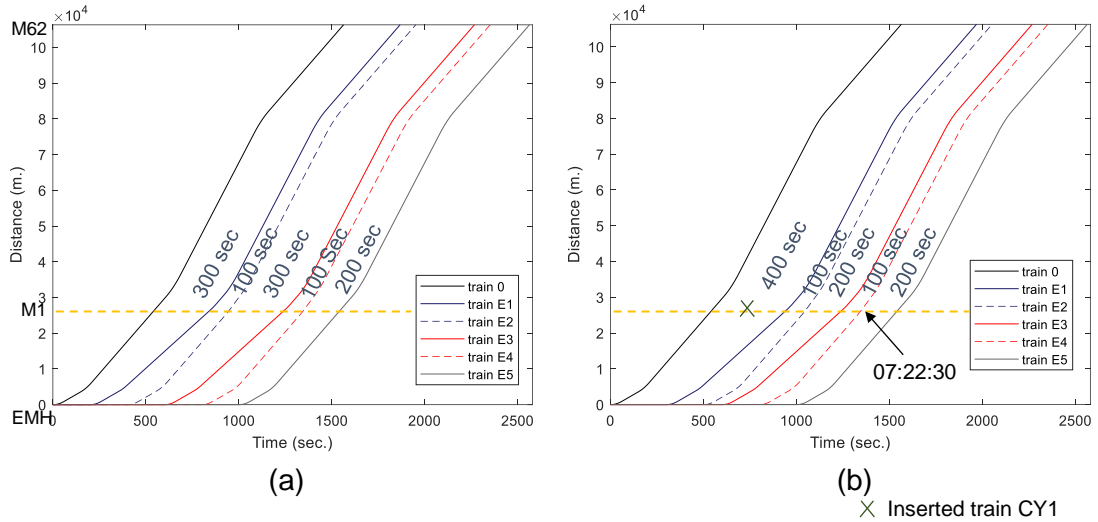 ×10⁴
M62
10
9
8
7
6
5
4
M1
3
2
1
EMH
0
Distance (m.)
300 sec
100 sec
300 sec
100 Sec
200 sec
train 0
train E1
train E2
train E3
train E4
train E5
0 500 1000 1500 2000 2500
Time (sec.)
(a)
×10⁴
M62
10
9
8
7
6
5
4
M1
3
2
1
EMH
0
Distance (m.)
400 sec
100 sec
200 sec
100 sec
200 sec
07:22:30
train 0
train E1
train E2
train E3
train E4
train E5
0 500 1000 1500 2000 2500
Time (sec.)
(b)
Inserted train CY1